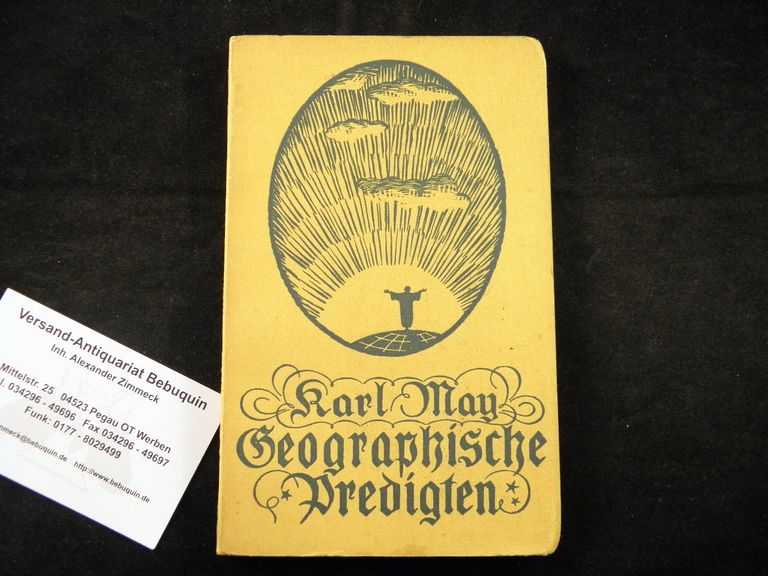 Karl May
Geographische
Predigten
Versand-Antiquariat Bebuquin
Inh. Alexander Zimmeck
Mittelstr. 25 04523 Pegau OT Werben
034296 - 49696 Fax 034296 - 49697
Funk: 0177 - 8029499
mmeck@bebuquin.de http://www.bebuquin.de